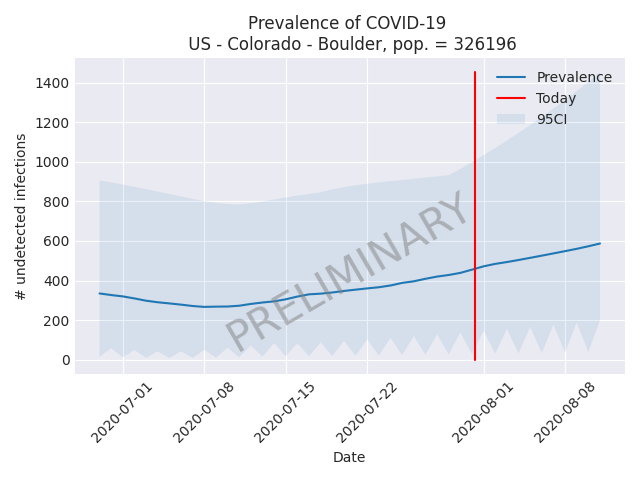 Prevalence of COVID-19
US - Colorado - Boulder, pop. = 326196
# undetected infections
1400
1200
1000
800
600
400
200
0
Prevalence
Today
95CI
PRELIMINARY
2020-07-01
2020-07-08
2020-07-15
2020-07-22
2020-08-01
2020-08-08
Date